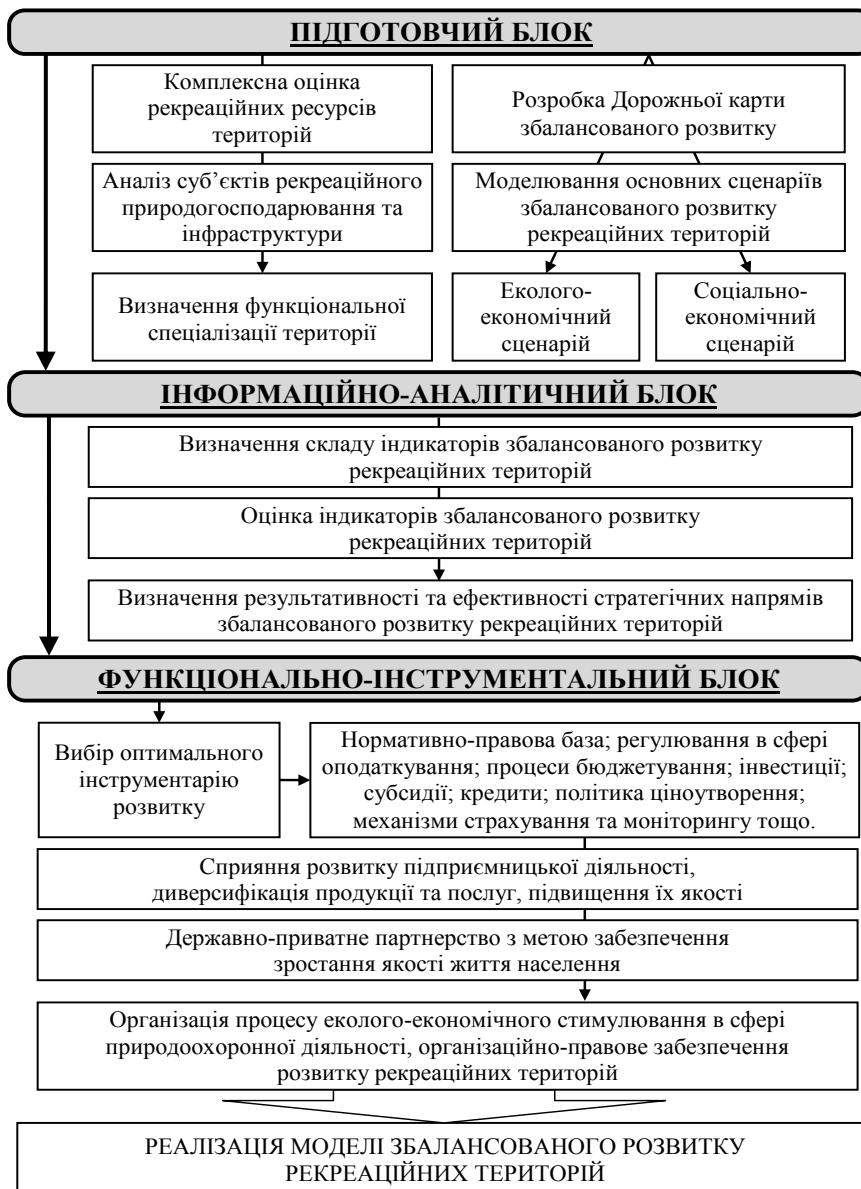 ПІДГОТОВЧИЙ БЛОК
Комплексна оцінка
рекреаційних ресурсів
територій
Розробка Дорожньої карти
збалансованого розвитку
Аналіз суб’єктів рекреаційного
природогосподарювання та
інфраструктури
Моделювання основних сценаріїв
збалансованого розвитку
рекреаційних територій
Визначення функціональної
спеціалізації території
Еколого-
економічний
сценарій
Соціально-
економічний
сценарій
ІНФОРМАЦІЙНО-АНАЛІТИЧНИЙ БЛОК
Визначення складу індикаторів збалансованого розвитку
рекреаційних територій
Оцінка індикаторів збалансованого розвитку
рекреаційних територій
Визначення результативності та ефективності стратегічних напрямів
збалансованого розвитку рекреаційних територій
ФУНКЦІОНАЛЬНО-ІНСТРУМЕНТАЛЬНИЙ БЛОК
Вибір оптимального
інструментарію
розвитку
Нормативно-правова база; регулювання в сфері
оподаткування; процеси бюджетування; інвестиції;
субсидії; кредити; політика ціноутворення;
механізми страхування та моніторингу тощо.
Сприяння розвитку підприємницької діяльності,
диверсифікація продукції та послуг, підвищення їх якості
Державно-приватне партнерство з метою забезпечення
зростання якості життя населення
Організація процесу еколого-економічного стимулювання в сфері
природоохоронної діяльності, організаційно-правове забезпечення
розвитку рекреаційних територій
РЕАЛІЗАЦІЯ МОДЕЛІ ЗБАЛАНСОВАНОГО РОЗВИТКУ
РЕКРЕАЦІЙНИХ ТЕРИТОРІЙ